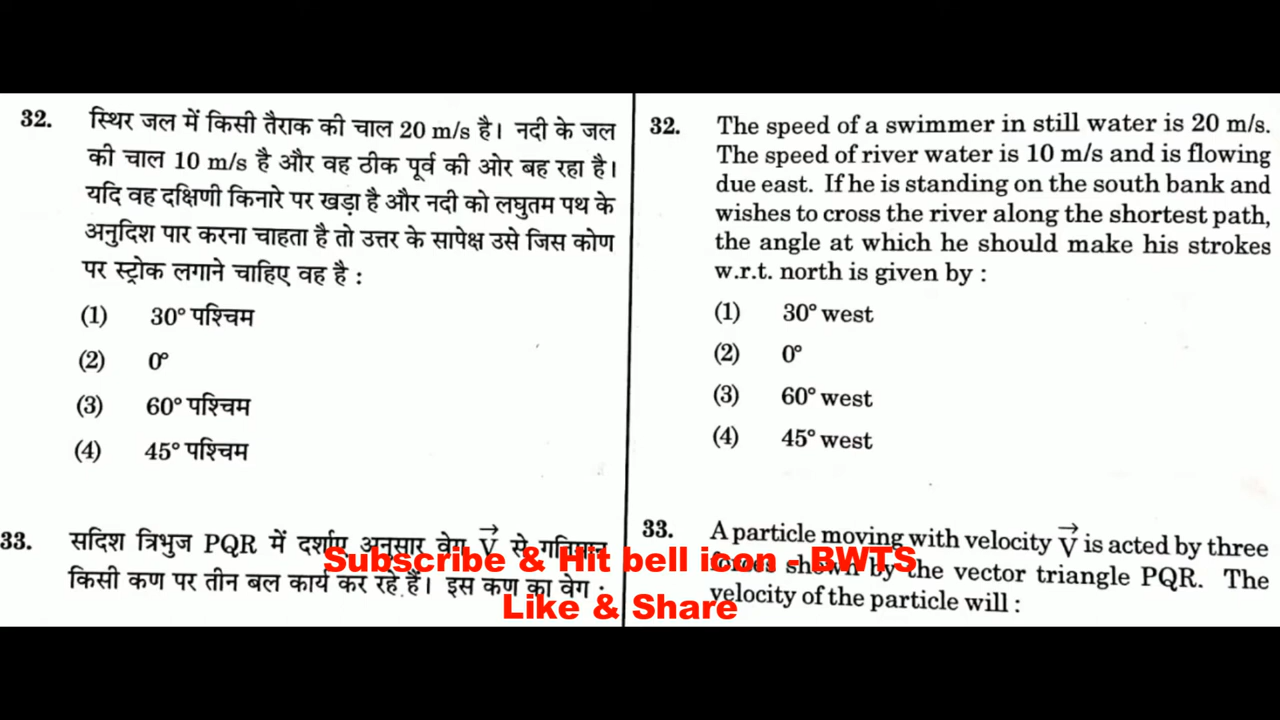 32. स्थिर जल में किसी तैराक की चाल 20 m/s है। नदी के जल
की चाल 10 m/s है और वह ठीक पूर्व की ओर बह रहा है।
यदि वह दक्षिणी किनारे पर खड़ा है और नदी को लघुतम पथ के
अनुदिश पार करना चाहता है तो उत्तर के सापेक्ष उसे जिस कोण
पर स्ट्रोक लगाने चाहिए वह है :
(1) 30° पश्चिम
(2) 0°
(3) 60° पश्चिम
(4) 45° पश्चिम
33. सदिश त्रिभुज PQR में दर्शाए अनुसार वेग V→ से गतिमान
किसी कण पर तीन बल कार्य कर रहे हैं। इस कण का वेग :
32. The speed of a swimmer in still water is 20 m/s.
The speed of river water is 10 m/s and is flowing
due east. If he is standing on the south bank and
wishes to cross the river along the shortest path,
the angle at which he should make his strokes
w.r.t. north is given by :
(1) 30° west
(2) 0°
(3) 60° west
(4) 45° west
33. A particle moving with velocity V→ is acted by three
forces shown by the vector triangle PQR. The
velocity of the particle will :
Subscribe & Hit bell icon - BWTS
Like & Share